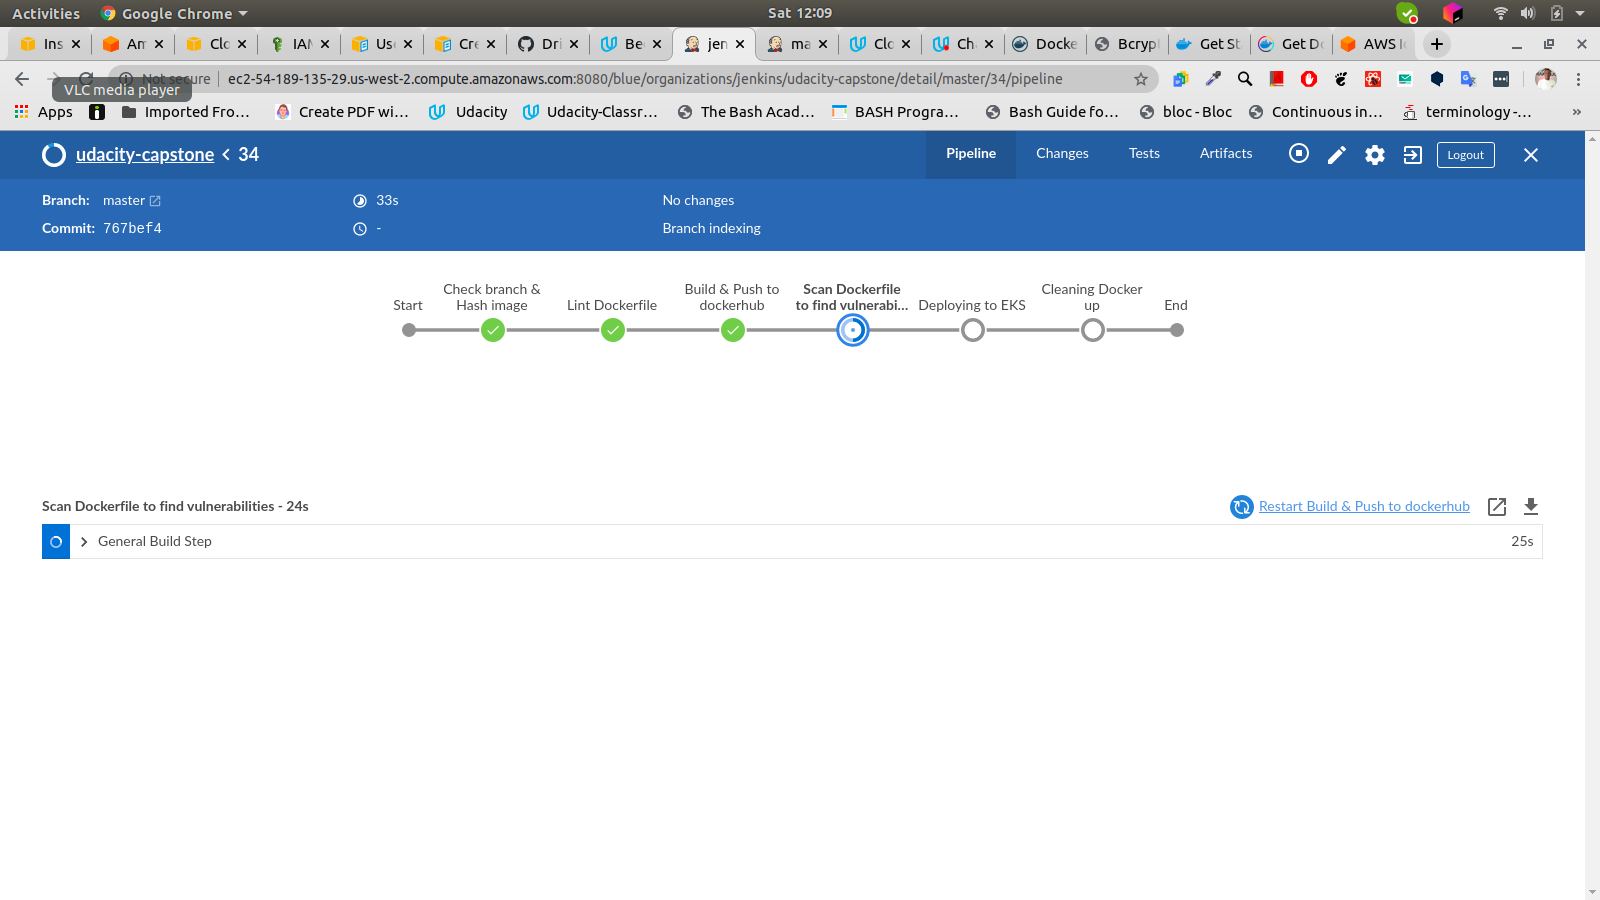 Activities Google Chrome Sat 12:09
Ins Am Clo IAM Use Cre Dri Be jen ma Clo Ch Docke Bcryp Get St Get Do AWS I
Not secure ec2-54-189-135-29.us-west-2.compute.amazonaws.com:8080/blue/organizations/jenkins/udacity-capstone/detail/master/34/pipeline
VLC media player
Apps Imported Fro... Create PDF wi... Udacity Udacity-Classr... The Bash Acad... BASH Progra... Bash Guide fo... bloc - Bloc Continuous in... terminology -... »
udacity-capstone < 34 Pipeline Changes Tests Artifacts Logout
Branch: master 33s No changes
Commit: 767bef4 - Branch indexing
Start
Check branch &
Hash image
Lint Dockerfile
Build & Push to
dockerhub
Scan Dockerfile
to find vulnerabi...
Deploying to EKS
Cleaning Docker
up
End
Scan Dockerfile to find vulnerabilities - 24s Restart Build & Push to dockerhub
General Build Step 25s